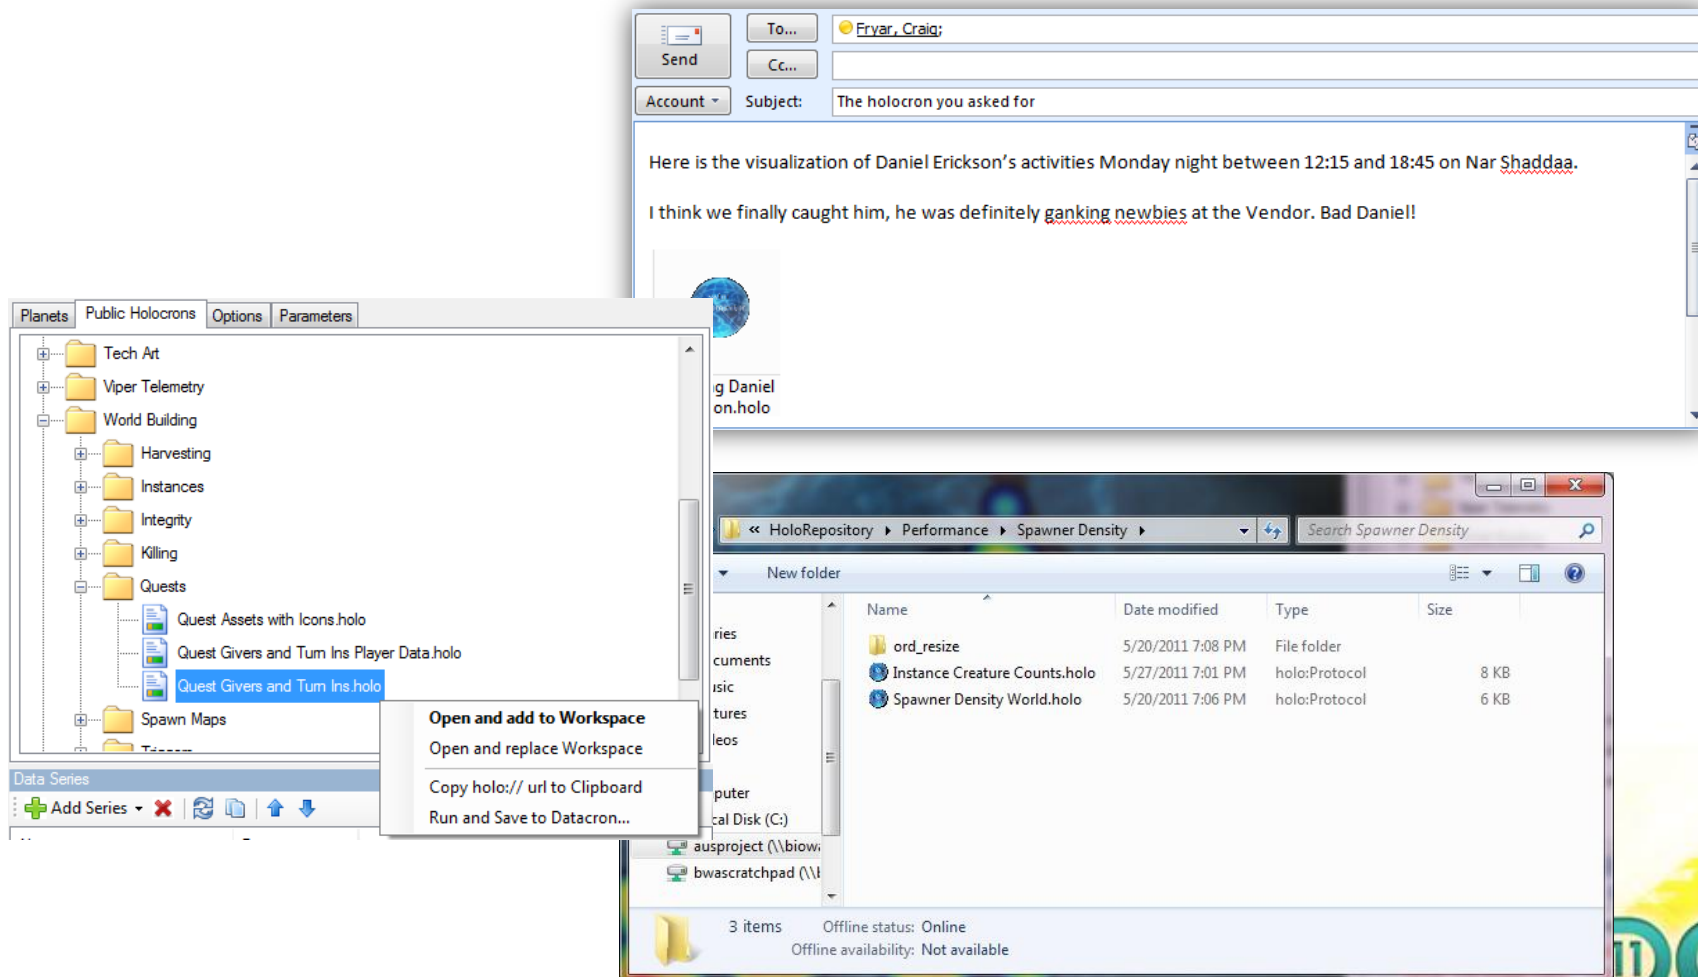 To...
Fryar, Craig;
Send
Cc...
Account
Subject:
The holocron you asked for
Here is the visualization of Daniel Erickson's activities Monday night between 12:15 and 18:45 on Nar Shaddaa.
I think we finally caught him, he was definitely ganking newbies at the Vendor. Bad Daniel!
g Daniel
on.holo
Planets
Public Holocrons
Options
Parameters
Tech Art
Viper Telemetry
World Building
Harvesting
Instances
Integrity
Killing
Quests
Quest Assets with Icons.holo
Quest Givers and Turn Ins Player Data.holo
Quest Givers and Turn Ins.holo
Spawn Maps
Open and add to Workspace
Open and replace Workspace
Copy holo:// url to Clipboard
Run and Save to Datacron...
Data Series
Add Series
« HoloRepository Performance Spawner Density
Search Spawner Density
New folder
Name Date modified Type Size
ord_resize 5/20/2011 7:08 PM File folder
Instance Creature Counts.holo 5/27/2011 7:01 PM holo:Protocol 8 KB
Spawner Density World.holo 5/20/2011 7:06 PM holo:Protocol 6 KB
ries
cuments
usic
tures
deos
puter
cal Disk (C:)
ausproject (\\biow
bwascratchpad (\\
3 items
Offline status: Online
Offline availability: Not available
11